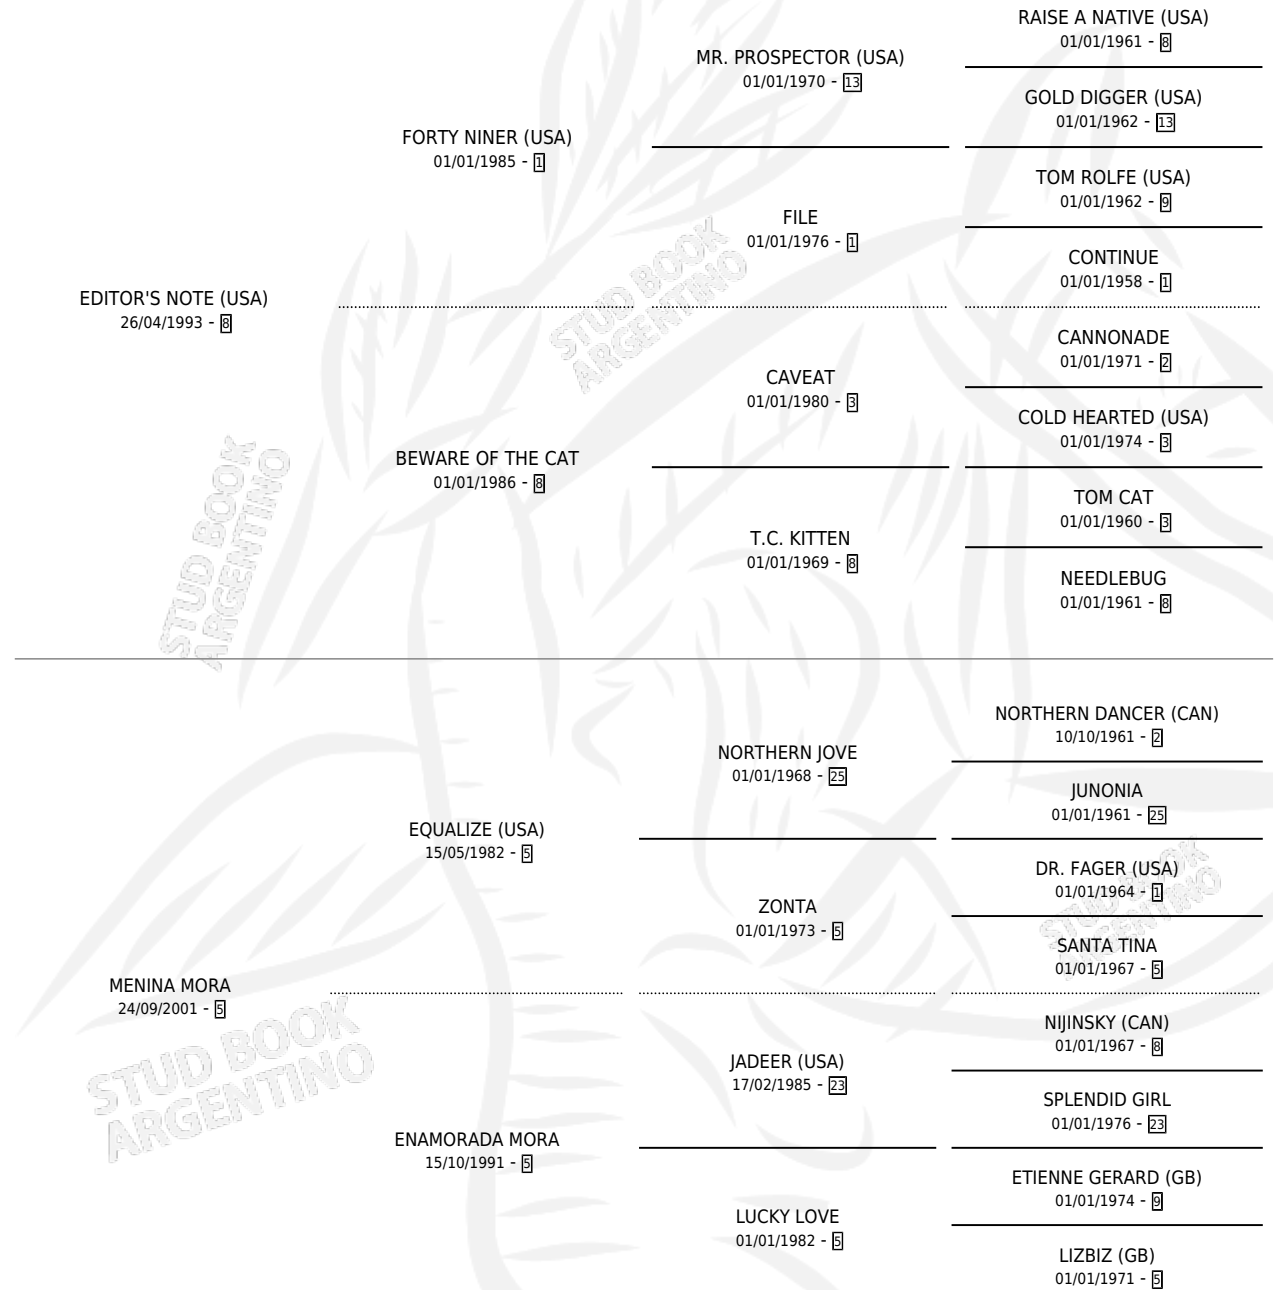 RAISE A NATIVE (USA)
01/01/1961 - 8
MR. PROSPECTOR (USA)
01/01/1970 - 13
GOLD DIGGER (USA)
01/01/1962 - 13
FORTY NINER (USA)
01/01/1985 - 1
TOM ROLFE (USA)
01/01/1962 - 9
FILE
01/01/1976 - 1
CONTINUE
01/01/1958 - 1
EDITOR'S NOTE (USA)
26/04/1993 - 8
CANNONADE
01/01/1971 - 2
CAVEAT
01/01/1980 - 3
COLD HEARTED (USA)
01/01/1974 - 3
BEWARE OF THE CAT
01/01/1986 - 8
TOM CAT
01/01/1960 - 3
T.C. KITTEN
01/01/1969 - 8
NEEDLEBUG
01/01/1961 - 8
STUD BOOK
ARGENTINO
STUD BOOK
ARGENTINO
NORTHERN DANCER (CAN)
10/10/1961 - 2
NORTHERN JOVE
01/01/1968 - 25
JUNONIA
01/01/1961 - 25
EQUALIZE (USA)
15/05/1982 - 5
DR. FAGER (USA)
01/01/1964 - 1
ZONTA
01/01/1973 - 5
SANTA TINA
01/01/1967 - 5
MENINA MORA
24/09/2001 - 5
NIJINSKY (CAN)
01/01/1967 - 8
JADEER (USA)
17/02/1985 - 23
SPLENDID GIRL
01/01/1976 - 23
ENAMORADA MORA
15/10/1991 - 5
ETIENNE GERARD (GB)
01/01/1974 - 9
LUCKY LOVE
01/01/1982 - 5
LIZBIZ (GB)
01/01/1971 - 5
STUD BOOK
ARGENTINO
STUD BOOK
ARGENTINO